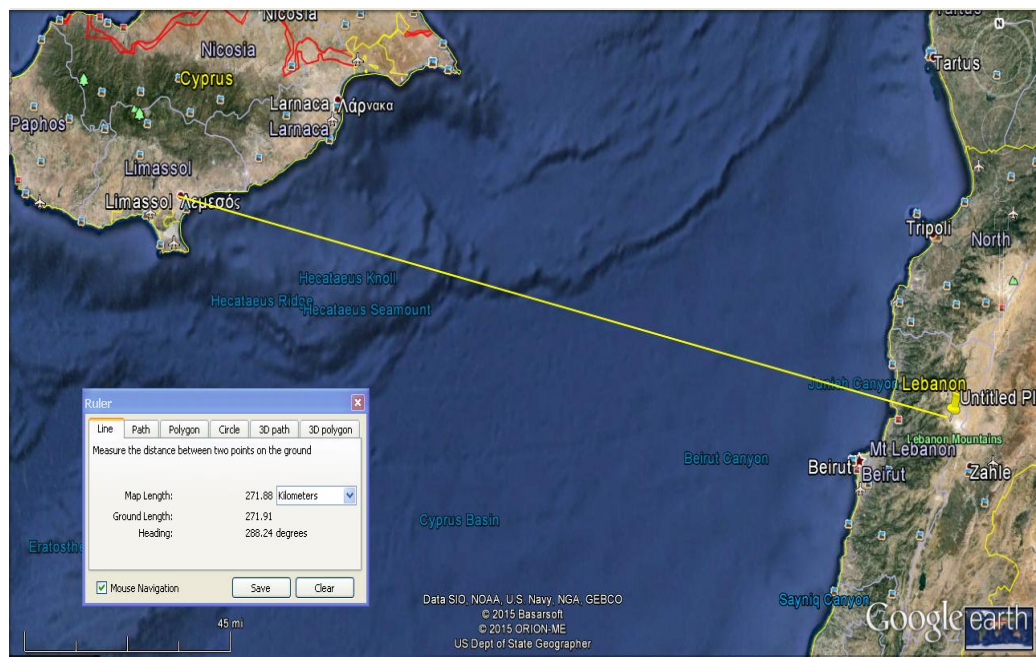 Nicosia
Tartus
N
Nicosia
Cyprus
Tartus
Larnaca Λάρνακα
Paphos
Larnaca
Limassol
Limassol Λεμεσός
Tripoli
North
Hecataeus Knoll
Hecataeus Ridge
Hecataeus Seamount
Junieh Canyon
Lebanon
Untitled Pl
Lebanon Mountains
Mt Lebanon
Beirut Canyon
Beirut
Beirut
Zahle
Ruler
Line Path Polygon Circle 3D path 3D polygon
Measure the distance between two points on the ground
Map Length: 271.88 Kilometers
Ground Length: 271.91
Heading: 288.24 degrees
Mouse Navigation Save Clear
Cyprus Basin
Eratosthe
Sayniq Canyon
45 mi
Data SIO, NOAA, U.S. Navy, NGA, GEBCO
© 2015 Basarsoft
© 2015 ORION-ME
US Dept of State Geographer
Google earth